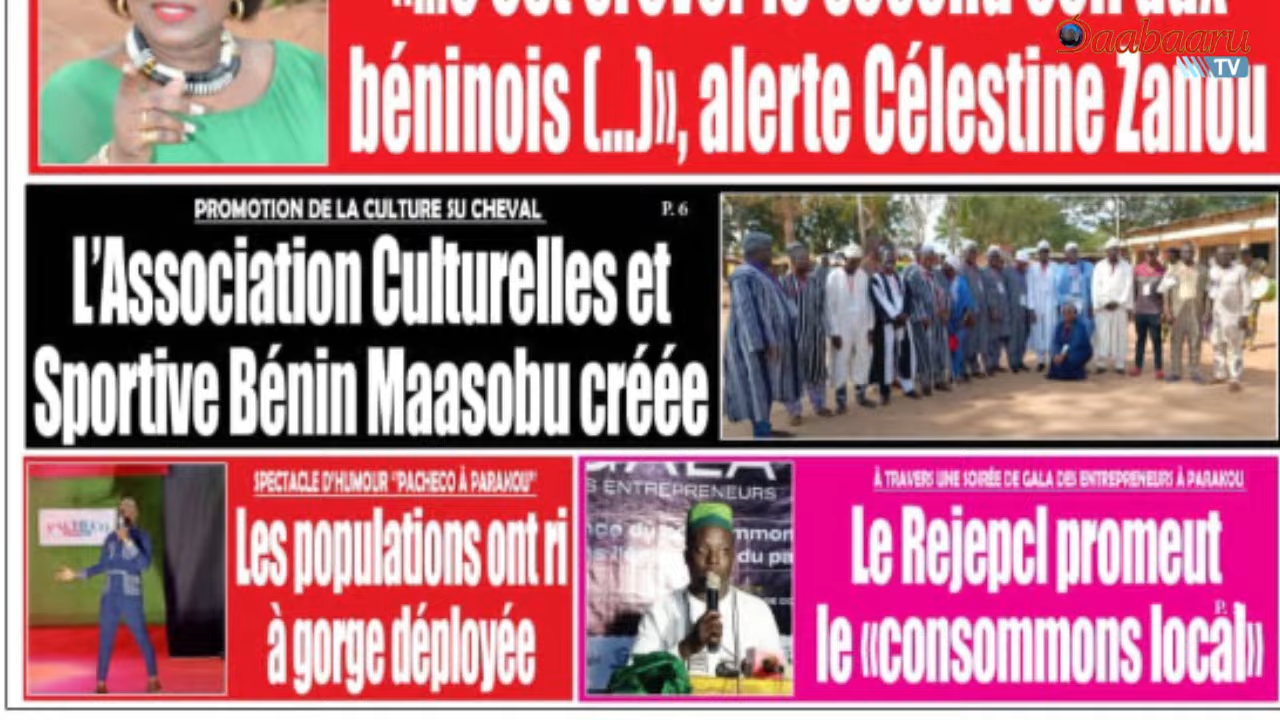 béninois (...)», alerte Célestine Zanou
Daabaaru
TV
PROMOTION DE LA CULTURE SU CHEVAL
P. 6
L'Association Culturelles et
Sportive Bénin Maasobu créée
SPECTACLE D'HUMOUR "PACHECO À PARAKOU"
Les populations ont ri
à gorge déployée
S ENTREPRENEURS
À TRAVERS UNE SOIRÉE DE GALA DES ENTREPRENEURS À PARAKOU
Le Rejepcl promeut
P.
le «consommons local»